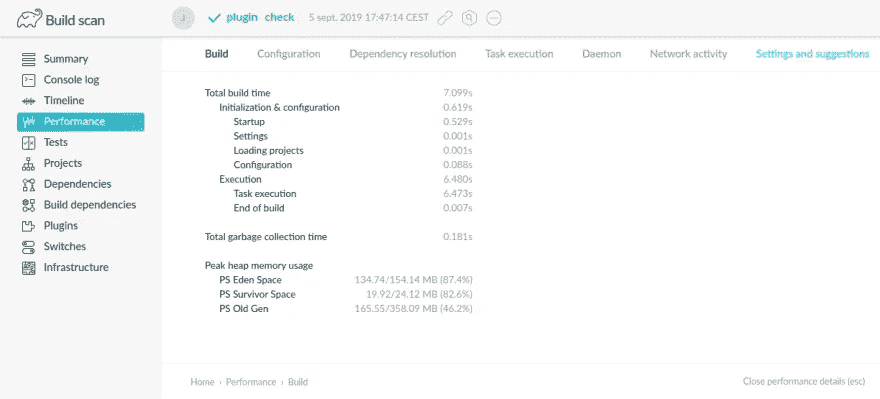 Build scan
plugin check 5 sept. 2019 17:47:14 CEST
Build Configuration Dependency resolution Task execution Daemon Network activity Settings and suggestions
Summary
Console log
Timeline
Performance
Tests
Projects
Dependencies
Build dependencies
Plugins
Switches
Infrastructure
Total build time 7.099s
Initialization & configuration 0.619s
Startup 0.529s
Settings 0.001s
Loading projects 0.001s
Configuration 0.088s
Execution 6.480s
Task execution 6.473s
End of build 0.007s
Total garbage collection time 0.181s
Peak heap memory usage
PS Eden Space 134.74/154.14 MB (87.4%)
PS Survivor Space 19.92/24.12 MB (82.6%)
PS Old Gen 165.55/358.09 MB (46.2%)
Home › Performance › Build Close performance details (esc)